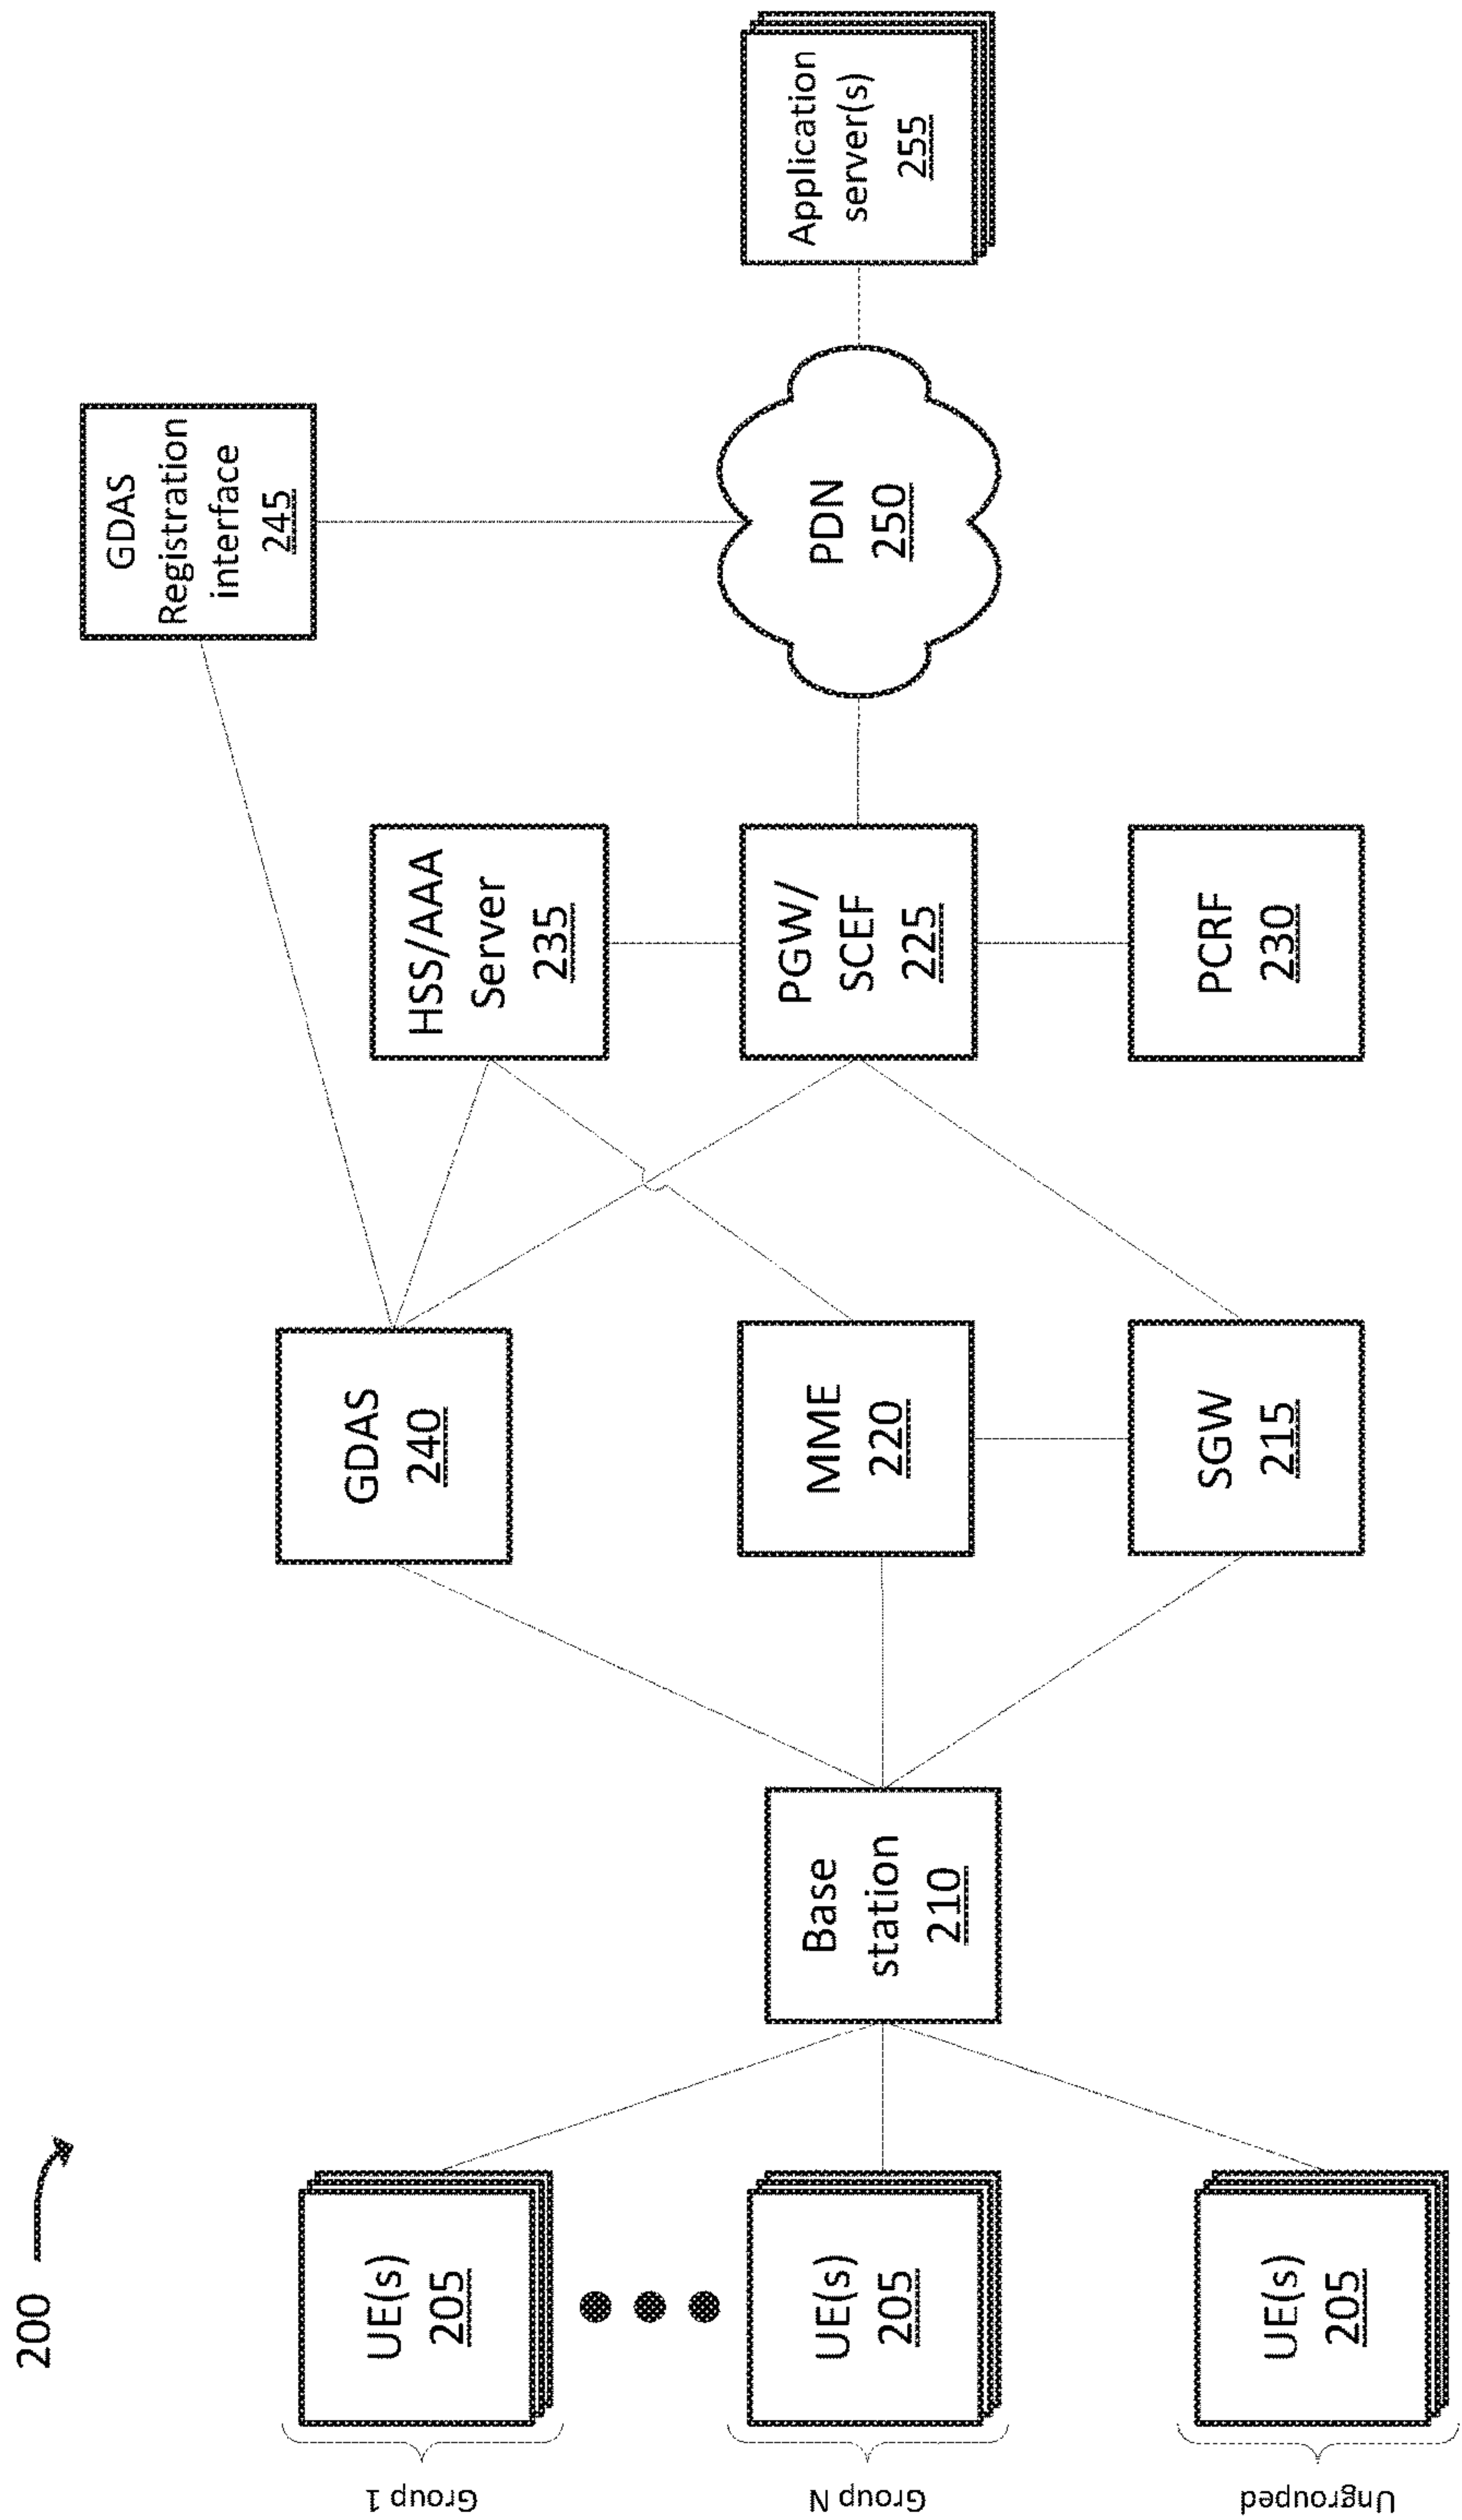 200
Group 1
UE(s)
205
Group N
UE(s)
205
Ungrouped
UE(s)
205
Base
station
210
GDAS
240
MME
220
SGW
215
HSS/AAA
Server
235
PGW/
SCEF
225
PCRF
230
GDAS
Registration
interface
245
PDN
250
Application
server(s)
255